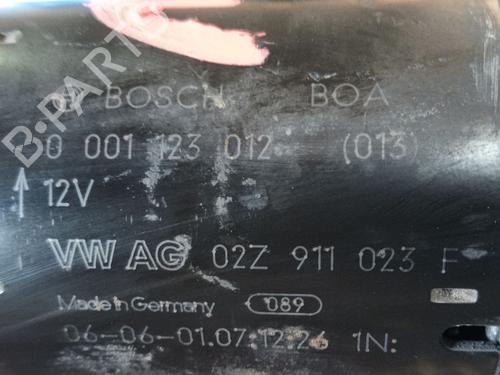 B-PARTS
BOSCH BOA
0 001 123 012 (013)
12V
VW AG 02Z 911 023 F
Made in Germany 089
06-06-01.07:12:26 1N: